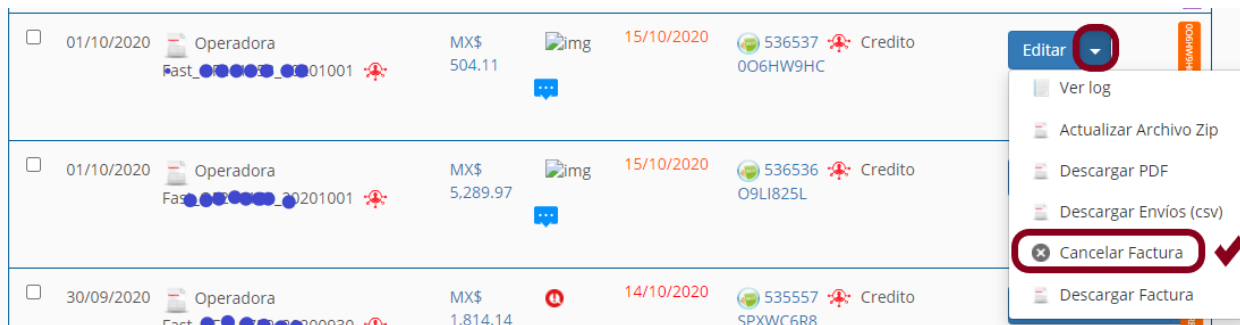 01/10/2020 Operadora MX$ img 15/10/2020 536537 Credito Editar
504.11 0O6HW9HC
Ver log
Actualizar Archivo Zip
01/10/2020 Operadora MX$ img 15/10/2020 536536 Credito
5,289.97 O9LI825L
Descargar PDF
Descargar Envíos (csv)
Cancelar Factura
30/09/2020 Operadora MX$ 14/10/2020 535557 Credito
1,814.14 SPXWC6R8
Descargar Factura